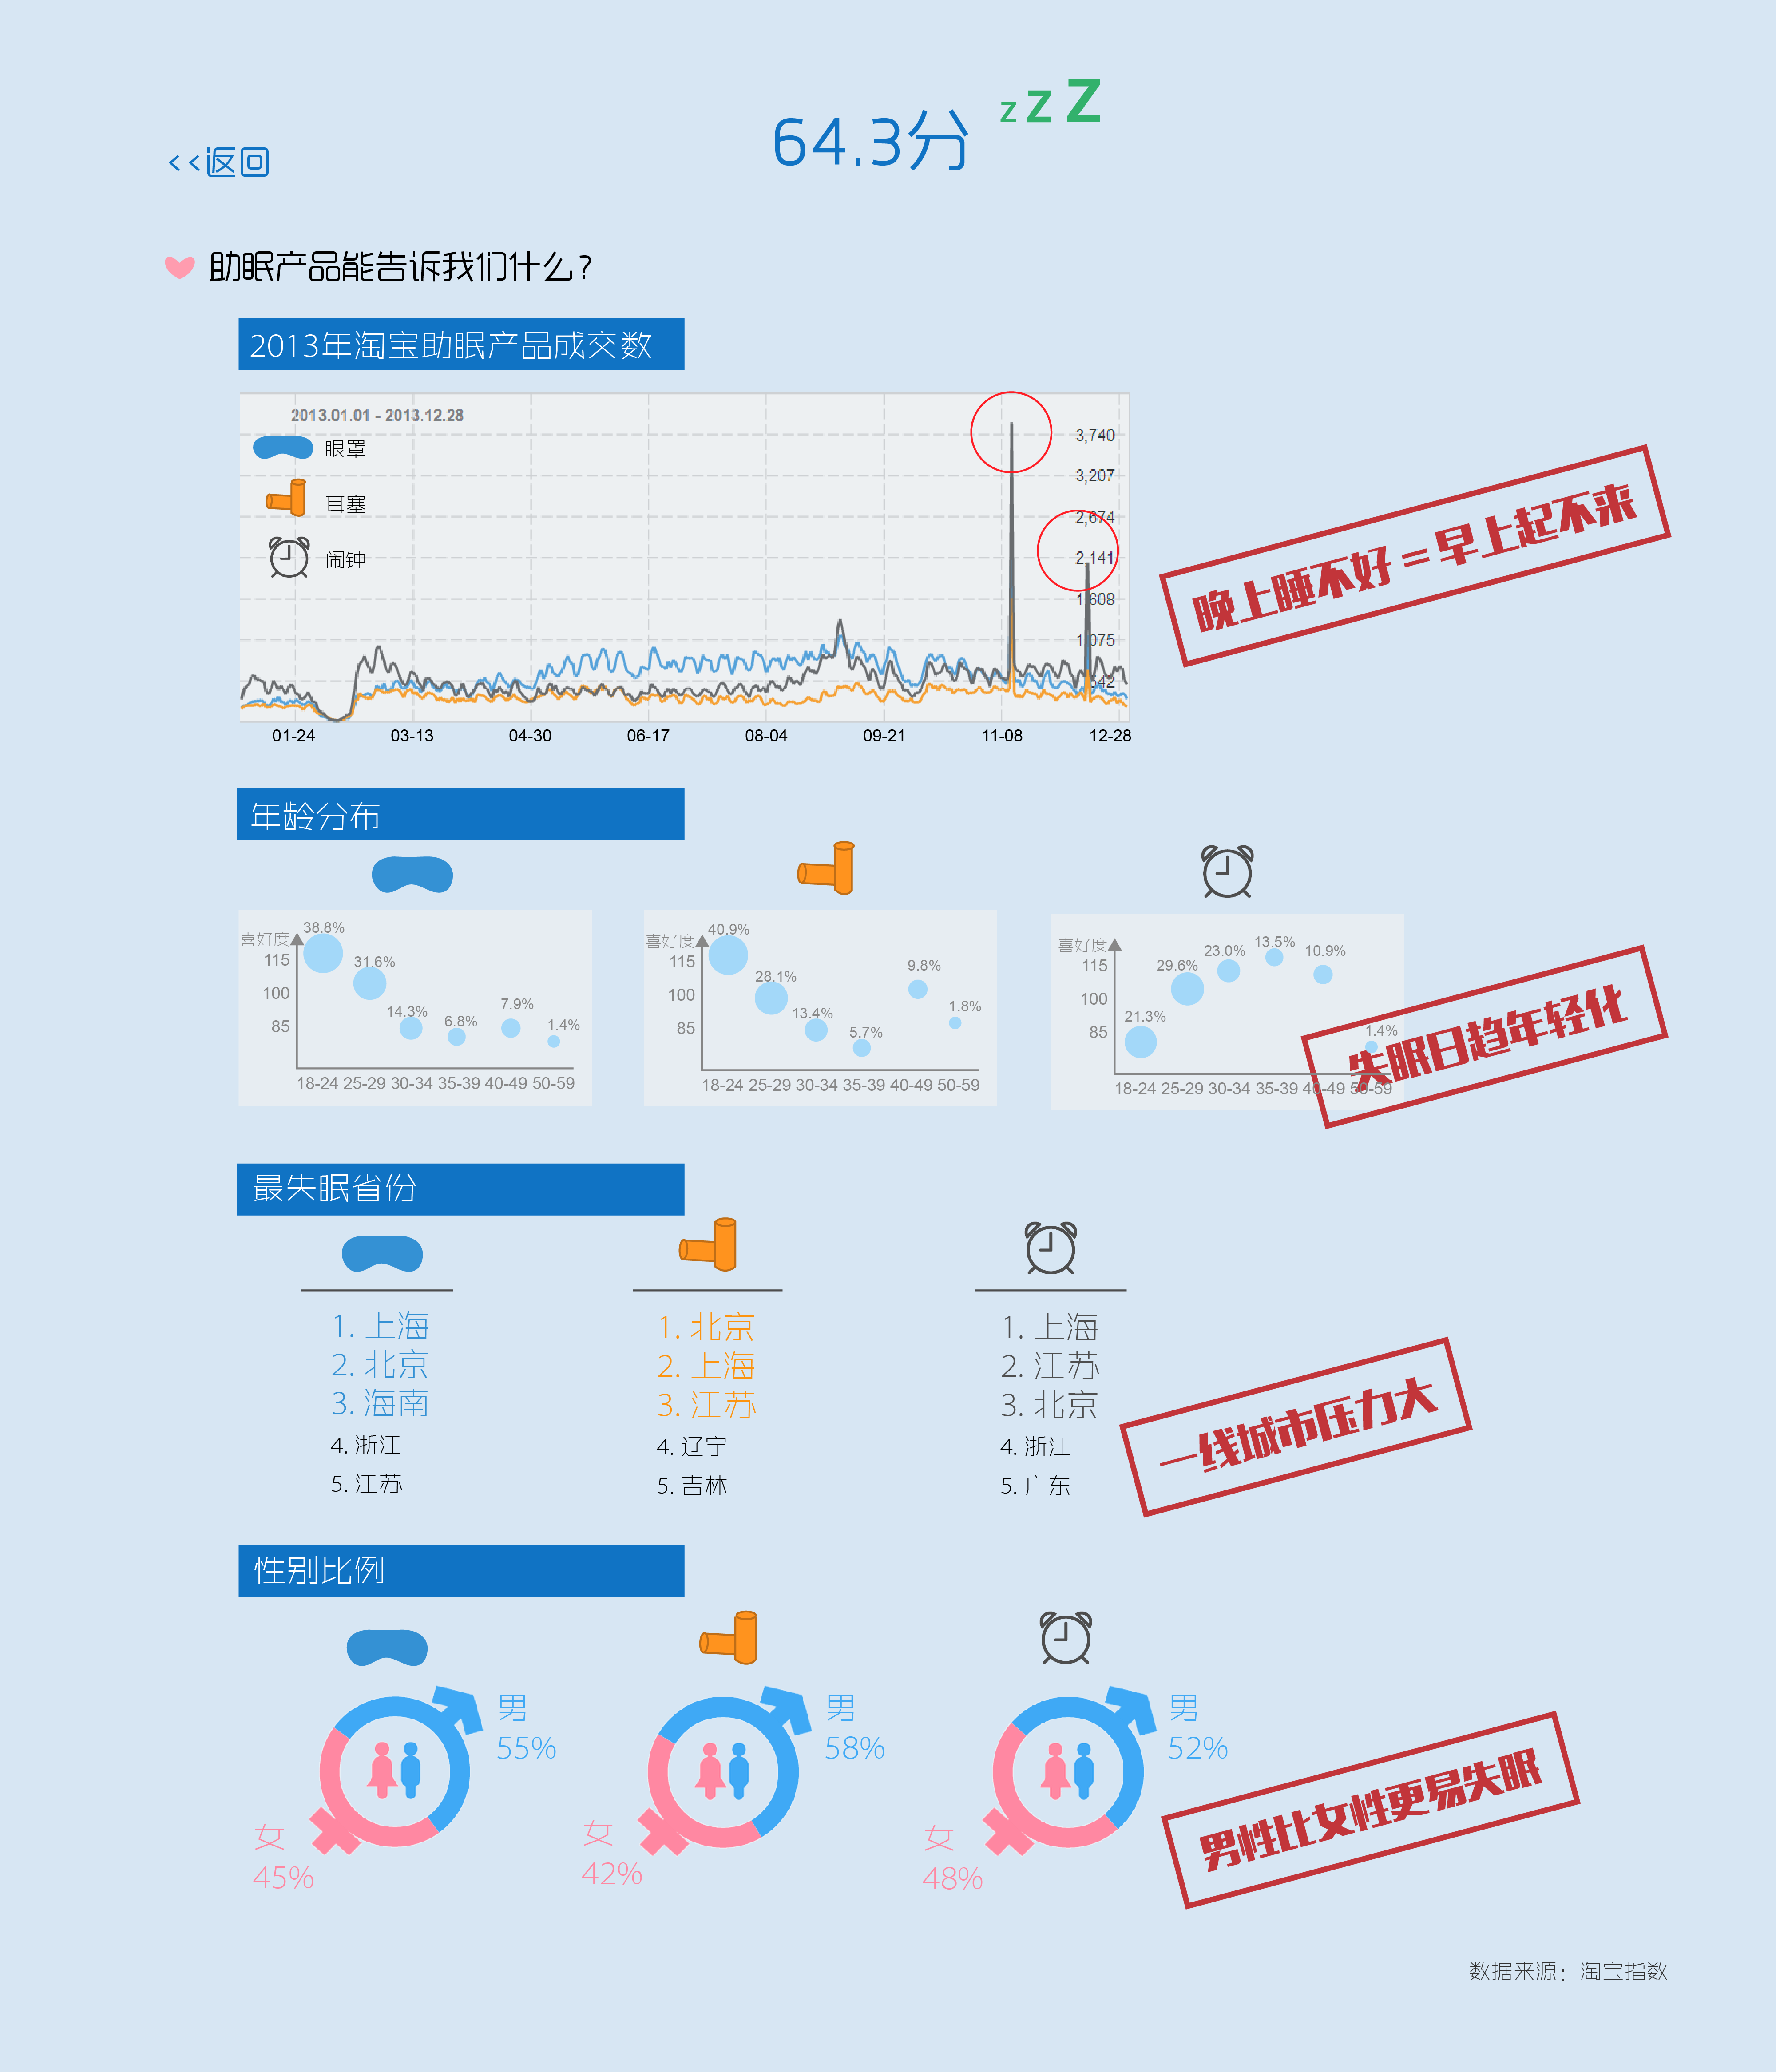 z z Z
64.3分
<<返回
助眠产品能告诉我们什么?
2013年淘宝助眠产品成交数
2013.01.01 - 2013.12.28
眼罩
耳塞
闹钟
3,740
3,207
2,674
2,141
1,608
1,075
542
01-24 03-13 04-30 06-17 08-04 09-21 11-08 12-28
晚上睡不好=早上起不来
年龄分布
喜好度
115
100
85
38.8%
31.6%
14.3%
6.8%
7.9%
1.4%
18-24 25-29 30-34 35-39 40-49 50-59
喜好度
115
100
85
40.9%
28.1%
13.4%
5.7%
9.8%
1.8%
18-24 25-29 30-34 35-39 40-49 50-59
喜好度
115
100
85
21.3%
29.6%
23.0%
13.5%
10.9%
1.4%
18-24 25-29 30-34 35-39 40-49 50-59
失眠日趋年轻化
最失眠省份
1. 上海
2. 北京
3. 海南
4. 浙江
5. 江苏
1. 北京
2. 上海
3. 江苏
4. 辽宁
5. 吉林
1. 上海
2. 江苏
3. 北京
4. 浙江
5. 广东
一线城市压力大
性别比例
男
55%
女
45%
男
58%
女
42%
男
52%
女
48%
男性比女性更易失眠
数据来源：淘宝指数